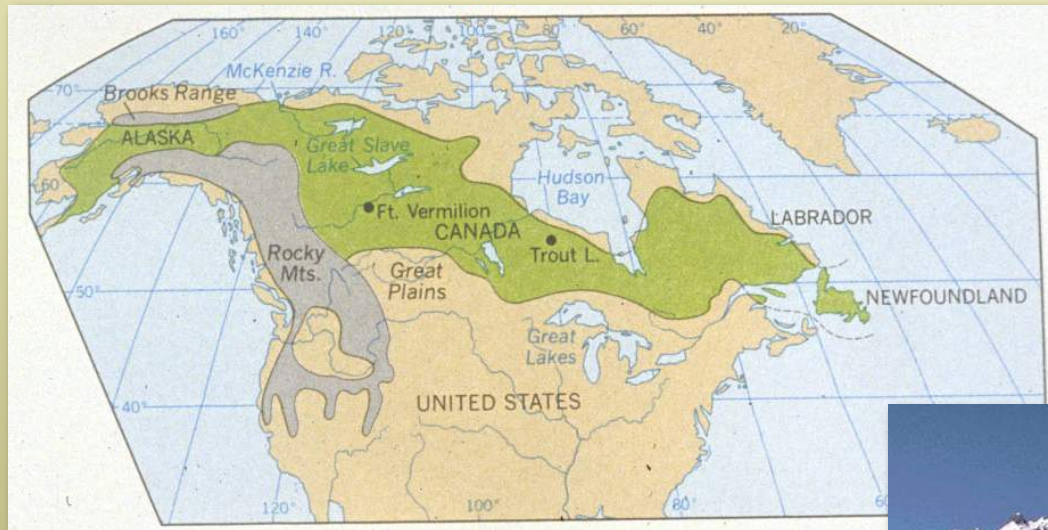 160° 140° 120° 100° 80° 60° 40° 20°
McKenzie R.
70°
Brooks Range
ALASKA
Great Slave
Lake
60
Hudson
Bay
Ft. Vermilion
LABRADOR
CANADA
Trout L.
Rocky
Mts.
Great
Plains
50°
NEWFOUNDLAND
Great
Lakes
UNITED STATES
40°
120° 100° 80°